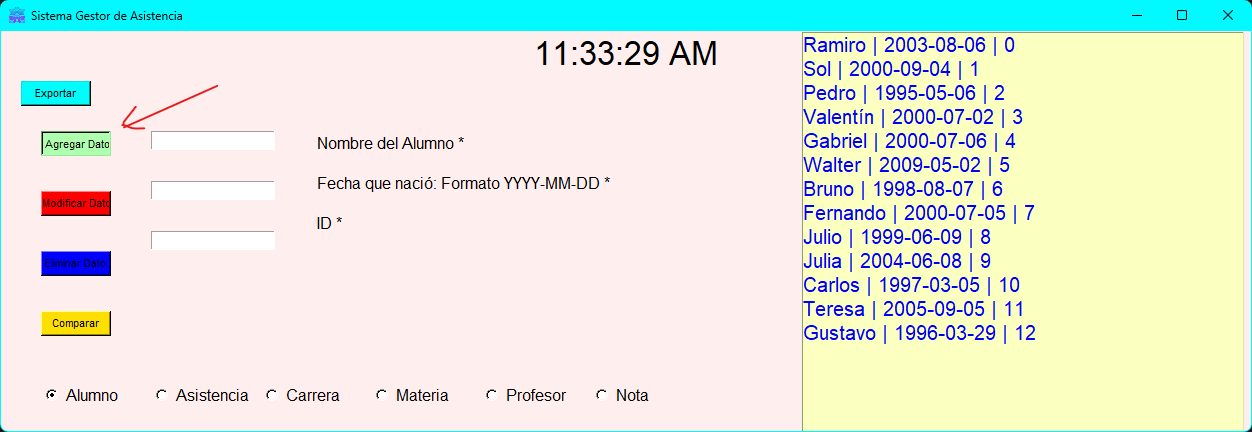 Sistema Gestor de Asistencia
11:33:29 AM
Exportar
Agregar Dato
Nombre del Alumno *
Modificar Dato
Fecha que nació: Formato YYYY-MM-DD *
ID *
Eliminar Dato
Comparar
Alumno Asistencia Carrera Materia Profesor Nota
Ramiro | 2003-08-06 | 0
Sol | 2000-09-04 | 1
Pedro | 1995-05-06 | 2
Valentín | 2000-07-02 | 3
Gabriel | 2000-07-06 | 4
Walter | 2009-05-02 | 5
Bruno | 1998-08-07 | 6
Fernando | 2000-07-05 | 7
Julio | 1999-06-09 | 8
Julia | 2004-06-08 | 9
Carlos | 1997-03-05 | 10
Teresa | 2005-09-05 | 11
Gustavo | 1996-03-29 | 12